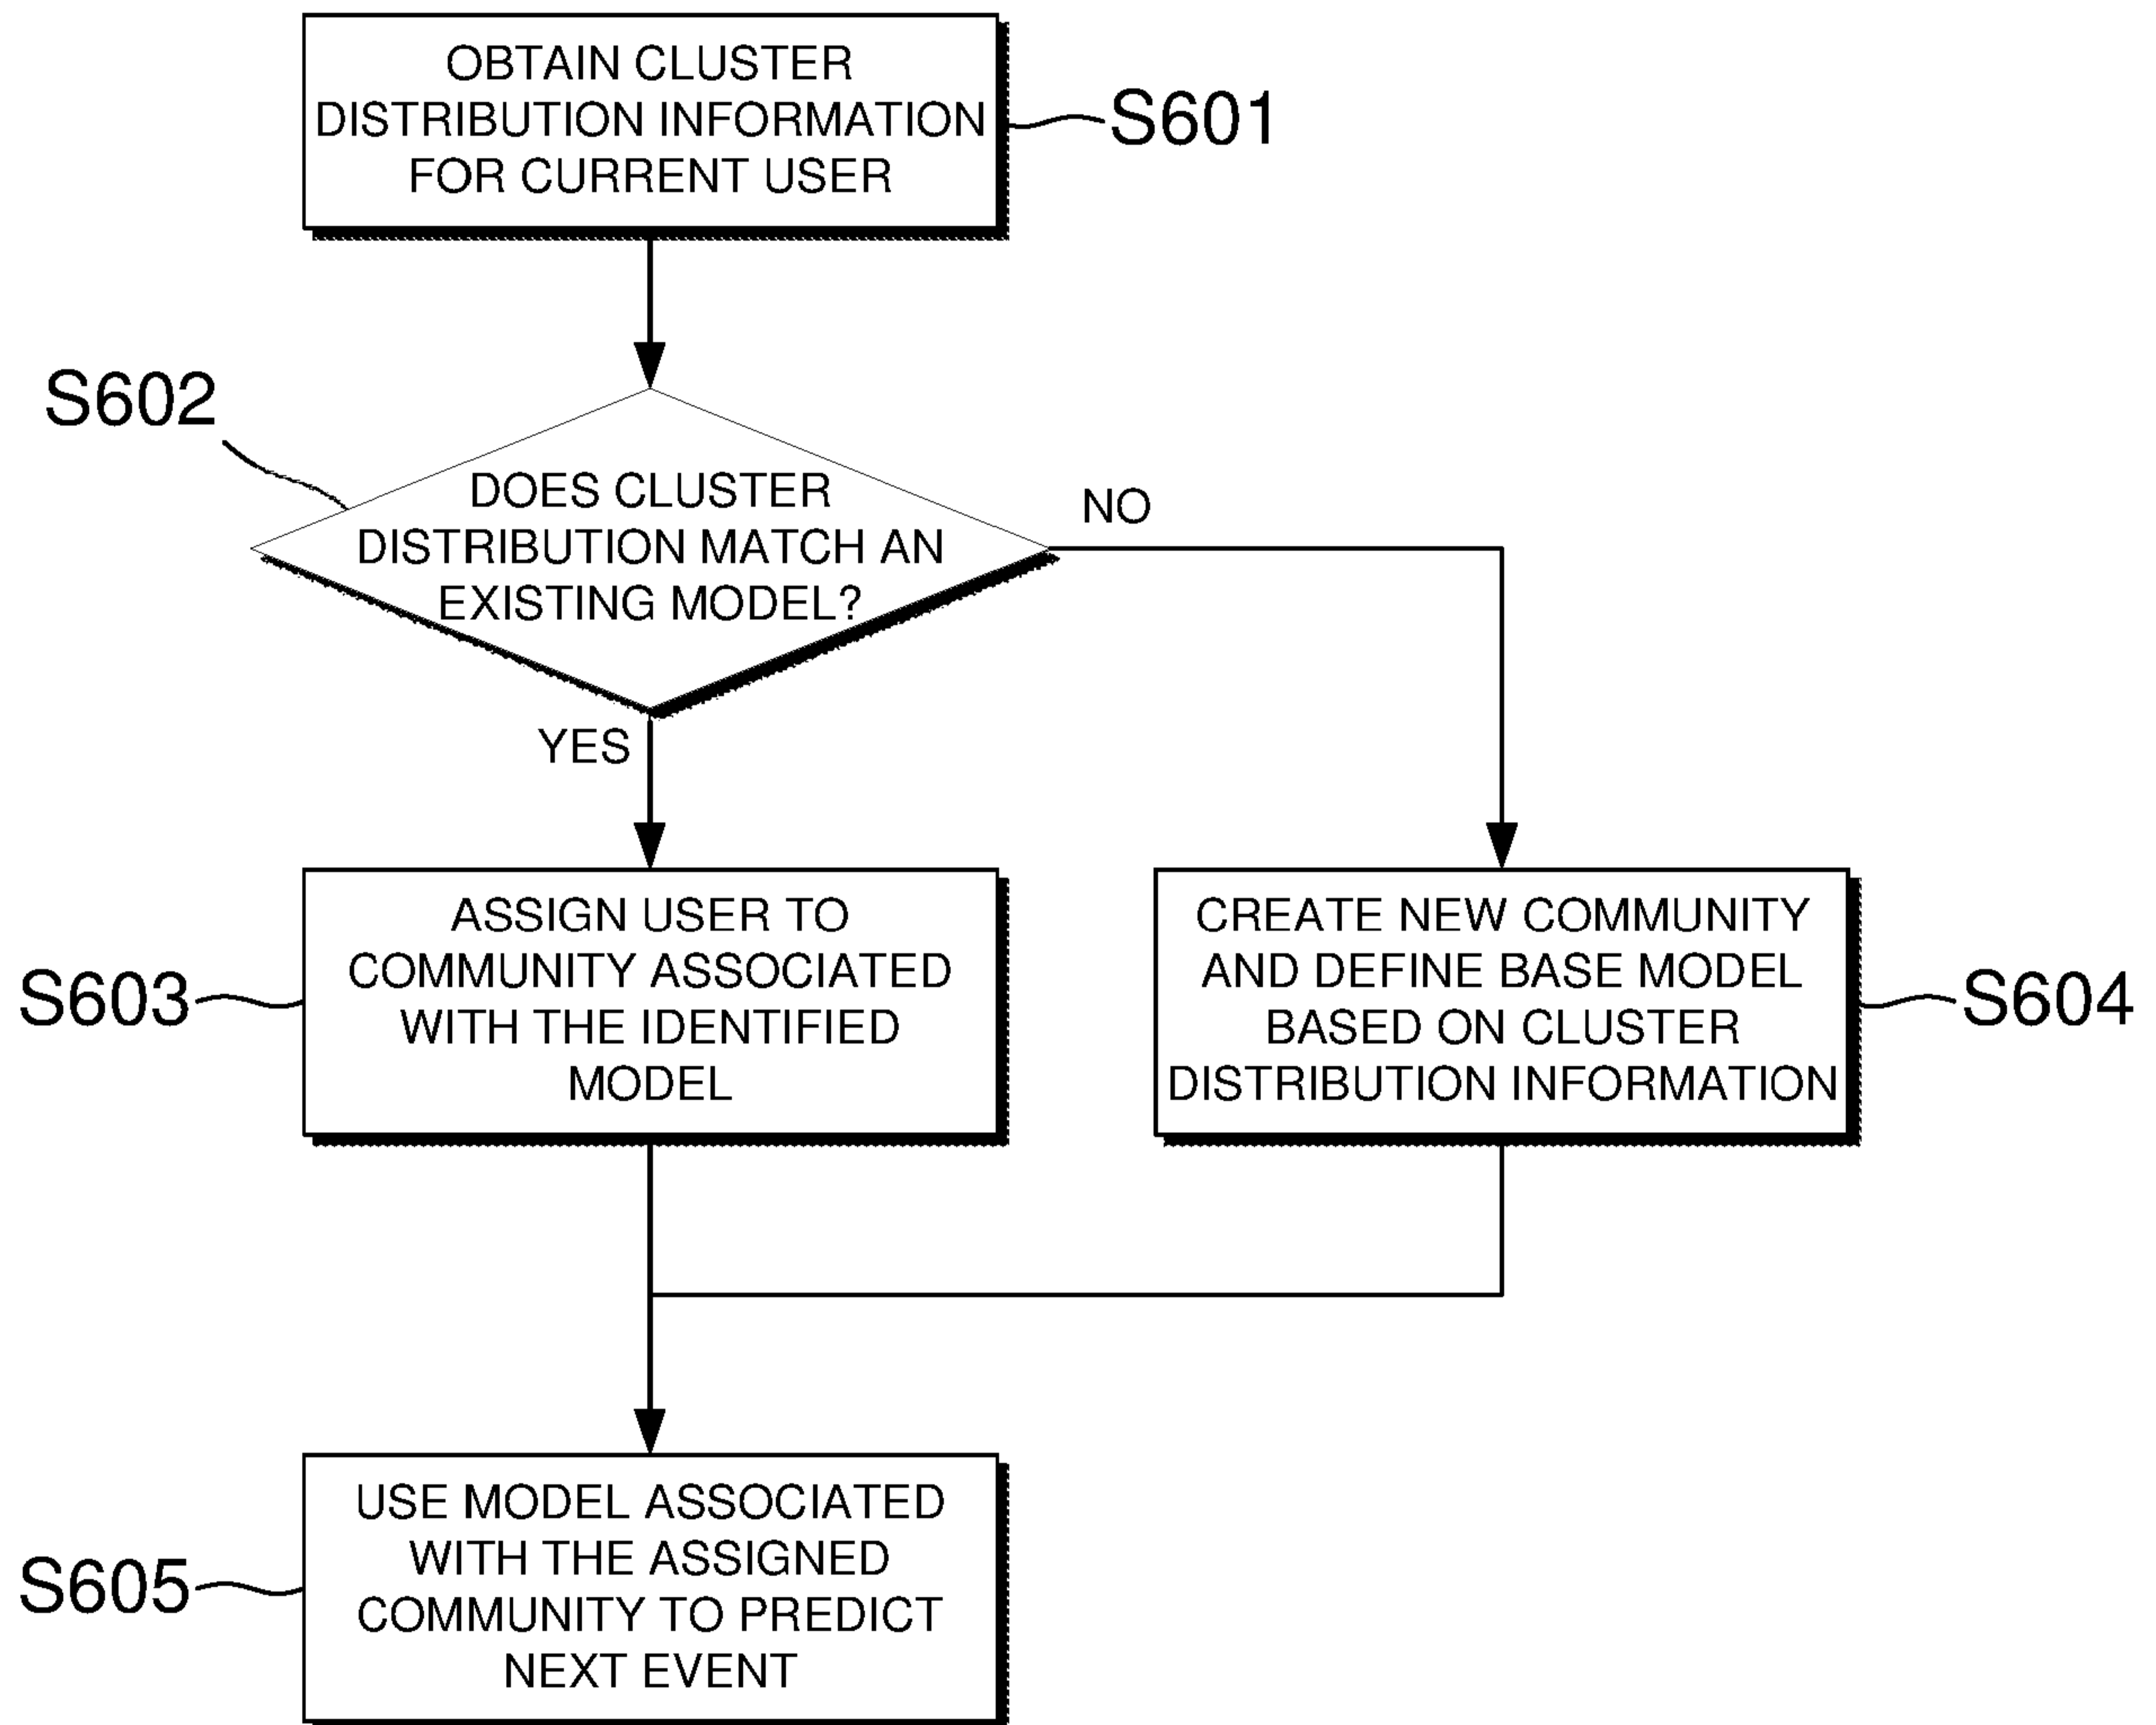 OBTAIN CLUSTER
DISTRIBUTION INFORMATION
FOR CURRENT USER
S601
S602
DOES CLUSTER
DISTRIBUTION MATCH AN
EXISTING MODEL?
NO
YES
S603
ASSIGN USER TO
COMMUNITY ASSOCIATED
WITH THE IDENTIFIED
MODEL
CREATE NEW COMMUNITY
AND DEFINE BASE MODEL
BASED ON CLUSTER
DISTRIBUTION INFORMATION
S604
S605
USE MODEL ASSOCIATED
WITH THE ASSIGNED
COMMUNITY TO PREDICT
NEXT EVENT